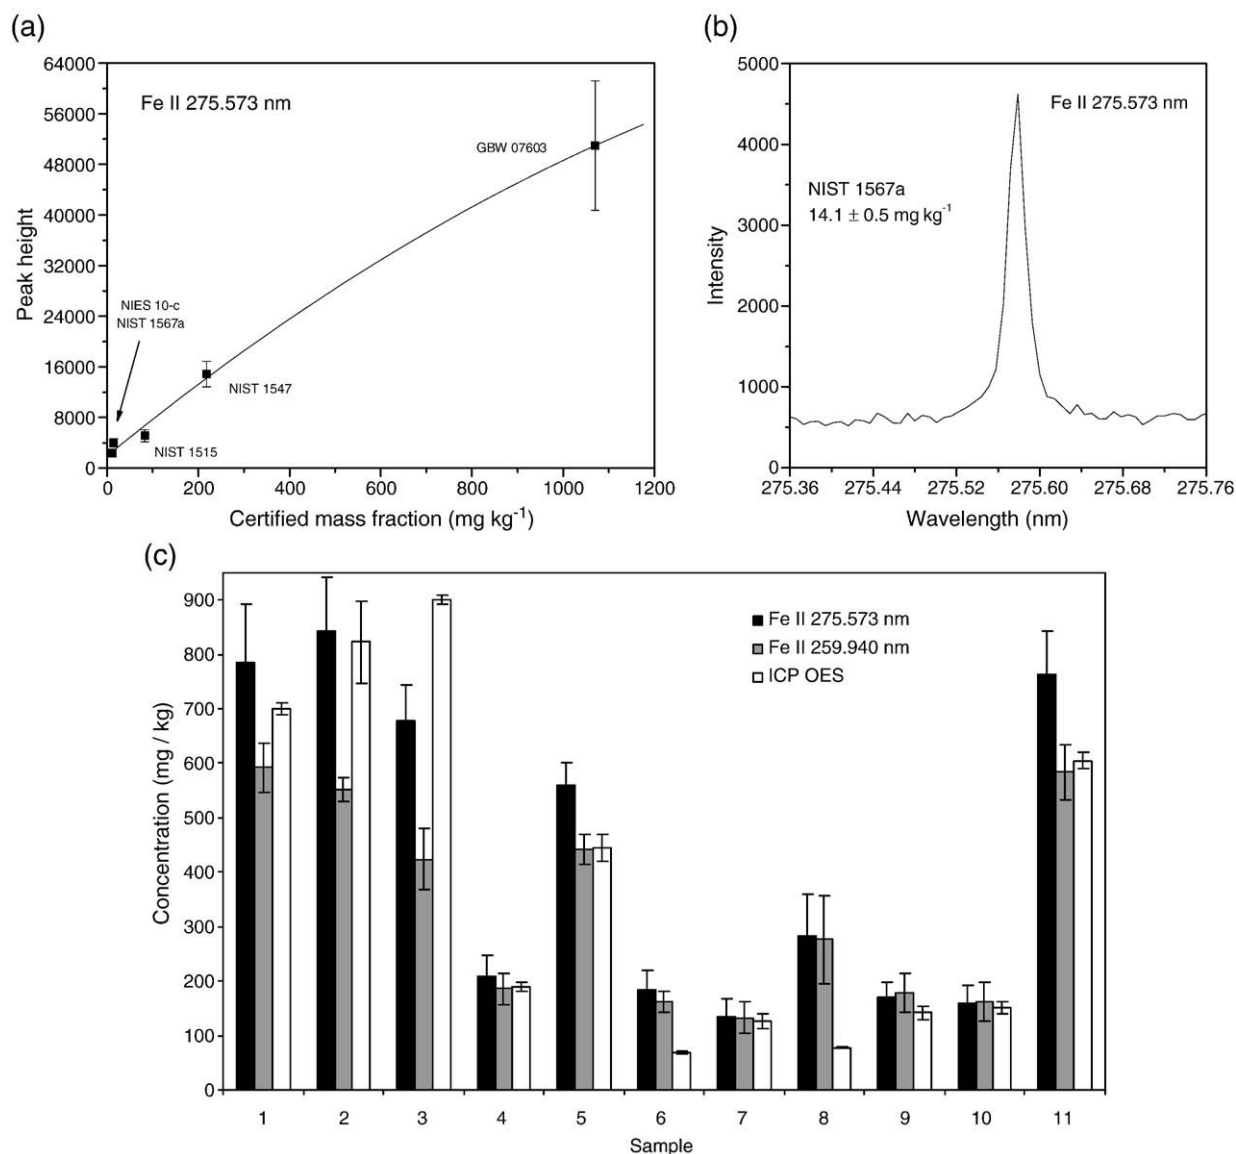 (a)
64000
56000
48000
40000
32000
24000
16000
8000
0
Peak height
Fe II 275.573 nm
GBW 07603
NIES 10-c
NIST 1567a
NIST 1547
NIST 1515
0 200 400 600 800 1000 1200
Certified mass fraction (mg kg⁻¹)
(b)
5000
4000
3000
2000
1000
0
Intensity
Fe II 275.573 nm
NIST 1567a
14.1 ± 0.5 mg kg⁻¹
275.36 275.44 275.52 275.60 275.68 275.76
Wavelength (nm)
(c)
900
800
700
600
500
400
300
200
100
0
Concentration (mg / kg)
Fe II 275.573 nm
Fe II 259.940 nm
ICP OES
1 2 3 4 5 6 7 8 9 10 11
Sample